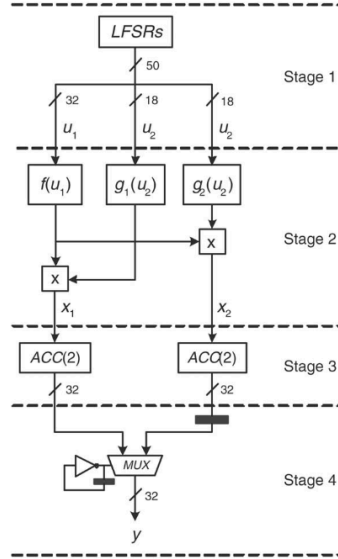 LFSRs
50
Stage 1
32
18
18
u1
u2
u2
f(u1)
g1(u2)
g2(u2)
x
Stage 2
x
x1
x2
ACC(2)
ACC(2)
Stage 3
32
32
MUX
Stage 4
32
y